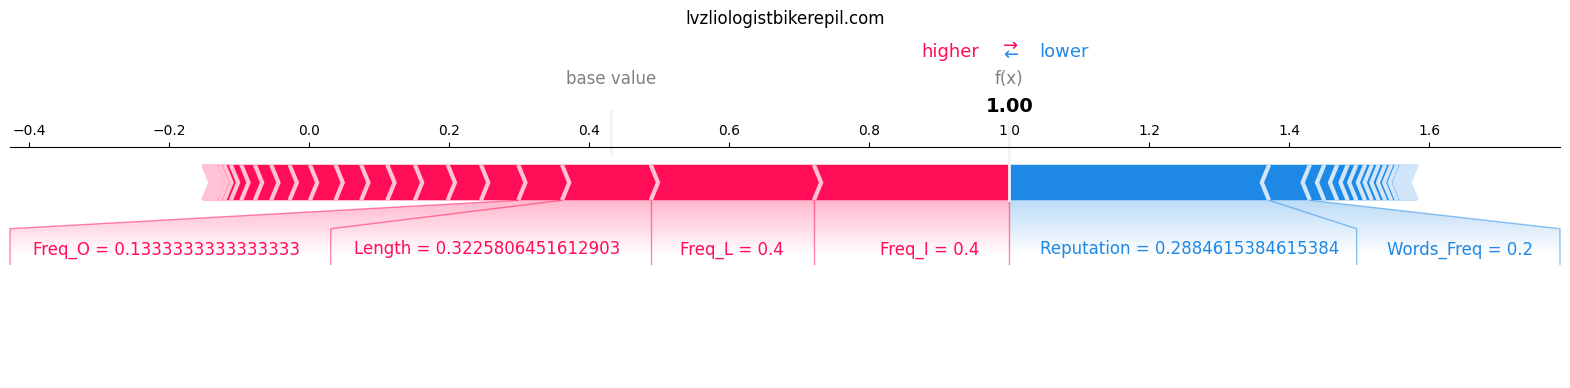 lvzliologistbikerepil.com
higher ⇄ lower
base value f(x)
1.00
−0.4 −0.2 0.0 0.2 0.4 0.6 0.8 1.0 1.2 1.4 1.6
Freq_O = 0.1333333333333333 Length = 0.3225806451612903 Freq_L = 0.4 Freq_I = 0.4 Reputation = 0.2884615384615384 Words_Freq = 0.2